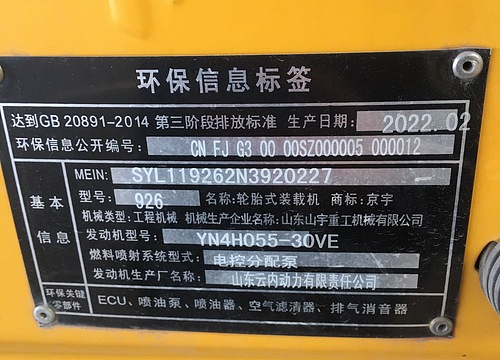 环保信息标签
达到GB 20891-2014 第三阶段排放标准 生产日期: 2022.02
环保信息公开编号: CN FJ G3 00 00SZ000005 000012
基本信息
MEIN: SYL119262N3920227
型号: 926 名称:轮胎式装载机 商标:京宇
机械类型:工程机械 机械生产企业名称:山东山宇重工机械有限公司
发动机型号: YN4H055-30VE
燃料喷射系统型式: 电控分配泵
发动机生产厂名称: 山东云内动力有限责任公司
环保关键零部件
ECU、喷油泵、喷油器、空气滤清器、排气消音器